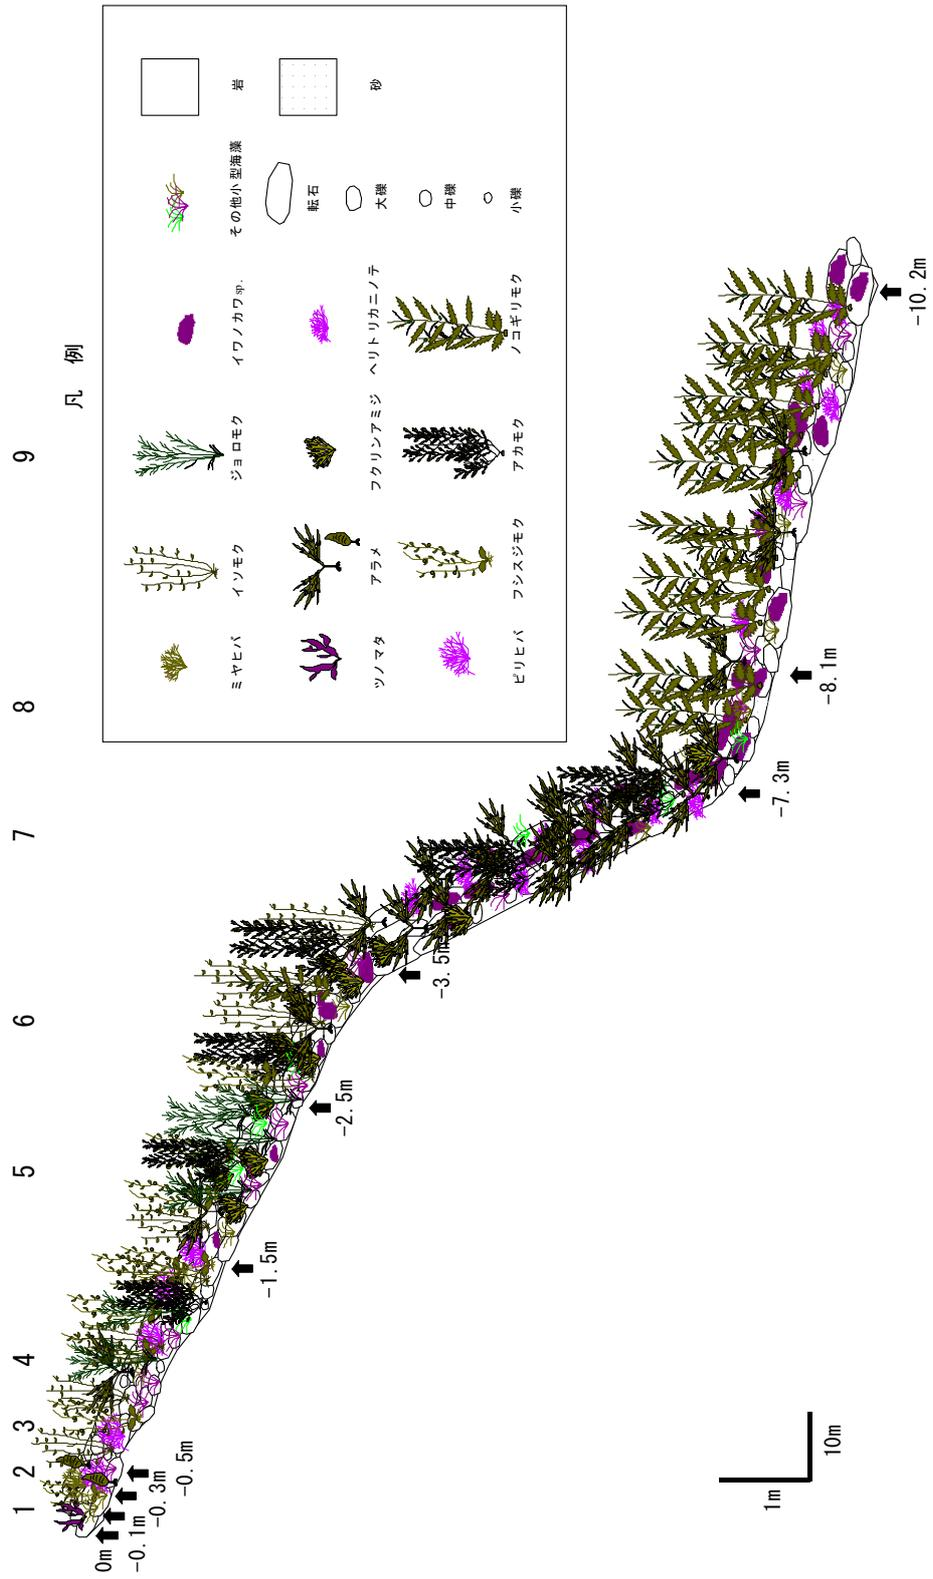 1 2 3 4 5 6 7 8 9
凡 例
ミヤヒバ
イソモク
ジョロモク
イワノカワsp.
その他小型海藻
岩
ツノマタ
アラメ
フクリンアミジ
ヘリトリカニノテ
転石
大礫
中礫
小礫
砂
ピリヒバ
フシスジモク
アカモク
ノコギリモク
0m
-0.1m
-0.3m
-0.5m
-1.5m
-2.5m
-3.5m
-7.3m
-8.1m
-10.2m
1m
10m